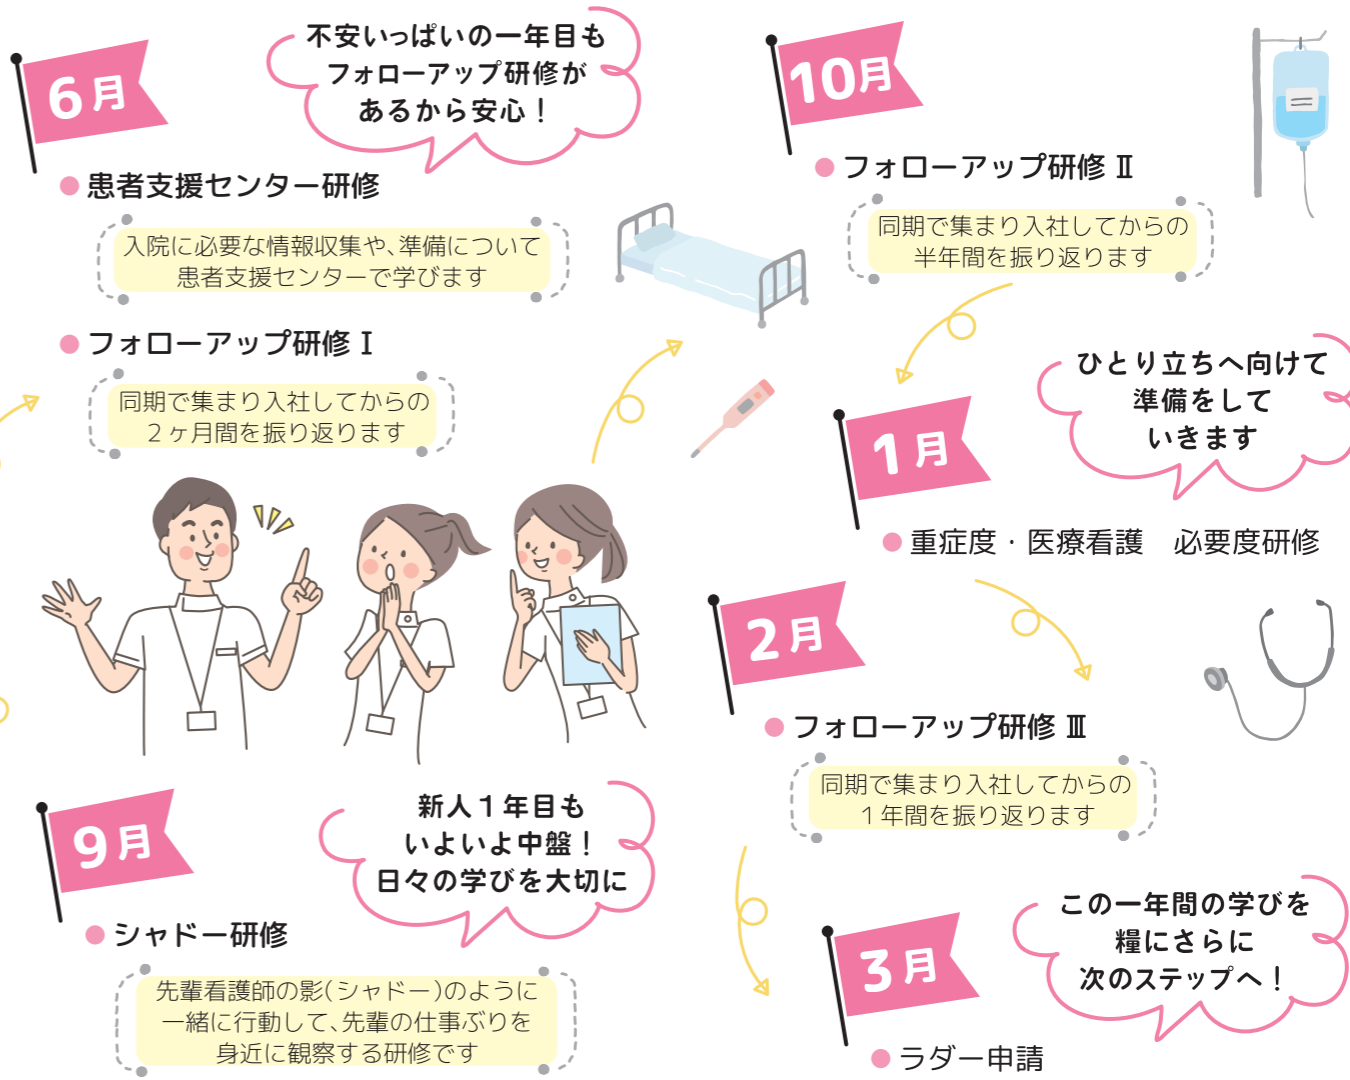 6月
不安いっぱいの一年目も
フォローアップ研修が
あるから安心！
患者支援センター研修
入院に必要な情報収集や、準備について
患者支援センターで学びます
フォローアップ研修 Ⅰ
同期で集まり入社してからの
２ヶ月間を振り返ります
9月
新人１年目も
いよいよ中盤！
日々の学びを大切に
シャドー研修
先輩看護師の影（シャドー）のように
一緒に行動して、先輩の仕事ぶりを
身近に観察する研修です
10月
フォローアップ研修 Ⅱ
同期で集まり入社してからの
半年間を振り返ります
1月
ひとり立ちへ向けて
準備をして
いきます
重症度・医療看護　必要度研修
2月
フォローアップ研修 Ⅲ
同期で集まり入社してからの
１年間を振り返ります
3月
この一年間の学びを
糧にさらに
次のステップへ！
ラダー申請